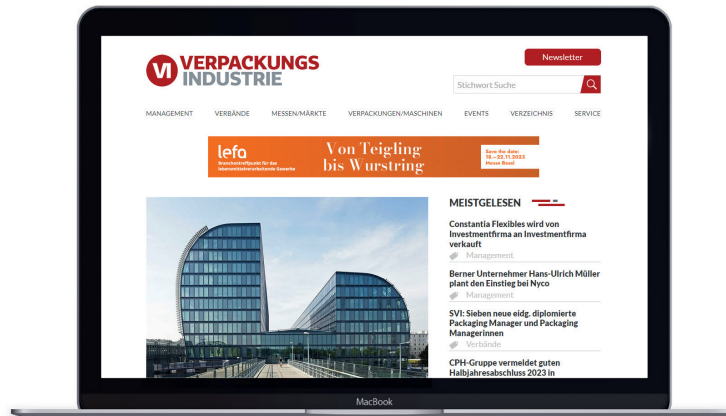 VI VERPACKUNGS
INDUSTRIE
Newsletter
Stichwort Suche
MANAGEMENT VERBÄNDE MESSEN/MÄRKTE VERPACKUNGEN/MASCHINEN EVENTS VERZEICHNIS SERVICE
lefa
Branchentreffpunkt für das
lebensmittelverarbeitende Gewerbe
Von Teigling
bis Wurstring
Save the date:
18.–22.11.2023
Messe Basel
MEISTGELESEN
Constantia Flexibles wird von
Investmentfirma an Investmentfirma
verkauft
Management
Berner Unternehmer Hans-Ulrich Müller
plant den Einstieg bei Nyco
Management
SVI: Sieben neue eidg. diplomierte
Packaging Manager und Packaging
Managerinnen
Verbände
CPH-Gruppe vermeldet guten
Halbjahresabschluss 2023 in
MacBook